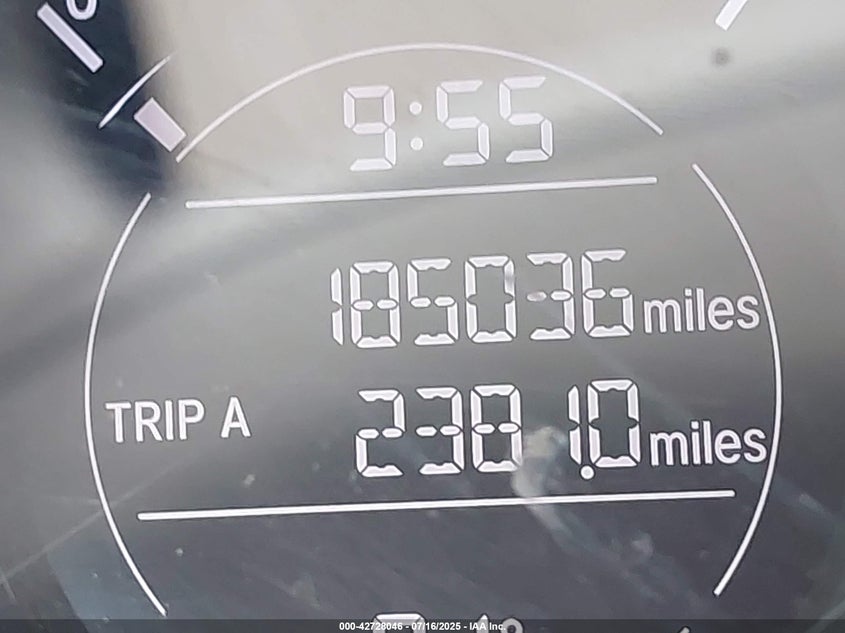 9:55
185036 miles
TRIP A 2381.0 miles
000-42728046 - 07/16/2025 - IAA Inc.